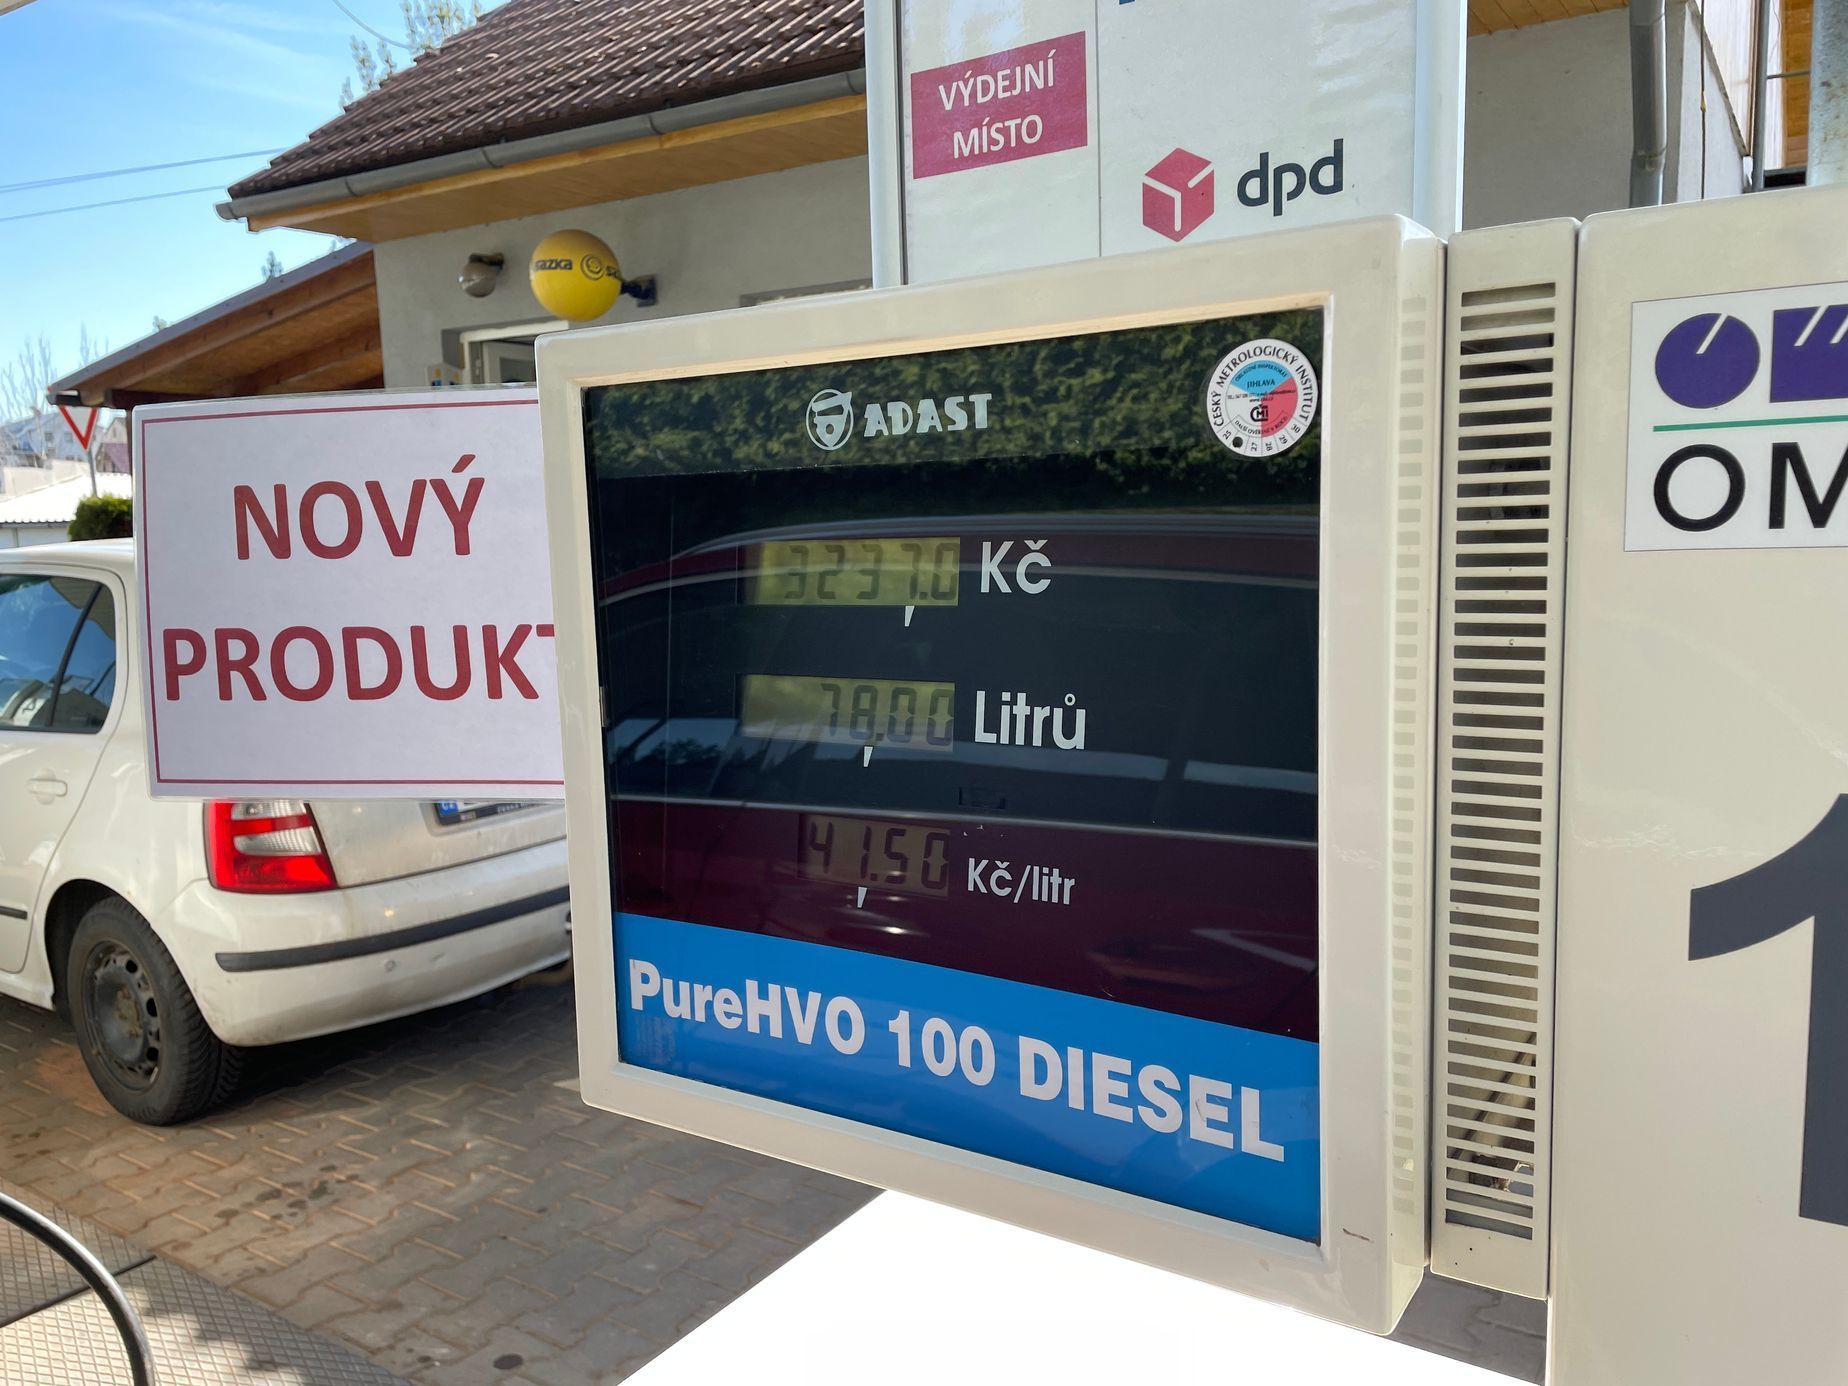 VÝDEJNÍ
MÍSTO
dpd
sazka
NOVÝ
PRODUKT
ADAST
ČESKÝ METROLOGICKÝ INSTITUT
JIHLAVA
3237.0 Kč
78,00 Litrů
41.50 Kč/litr
PureHVO 100 DIESEL
OM
1